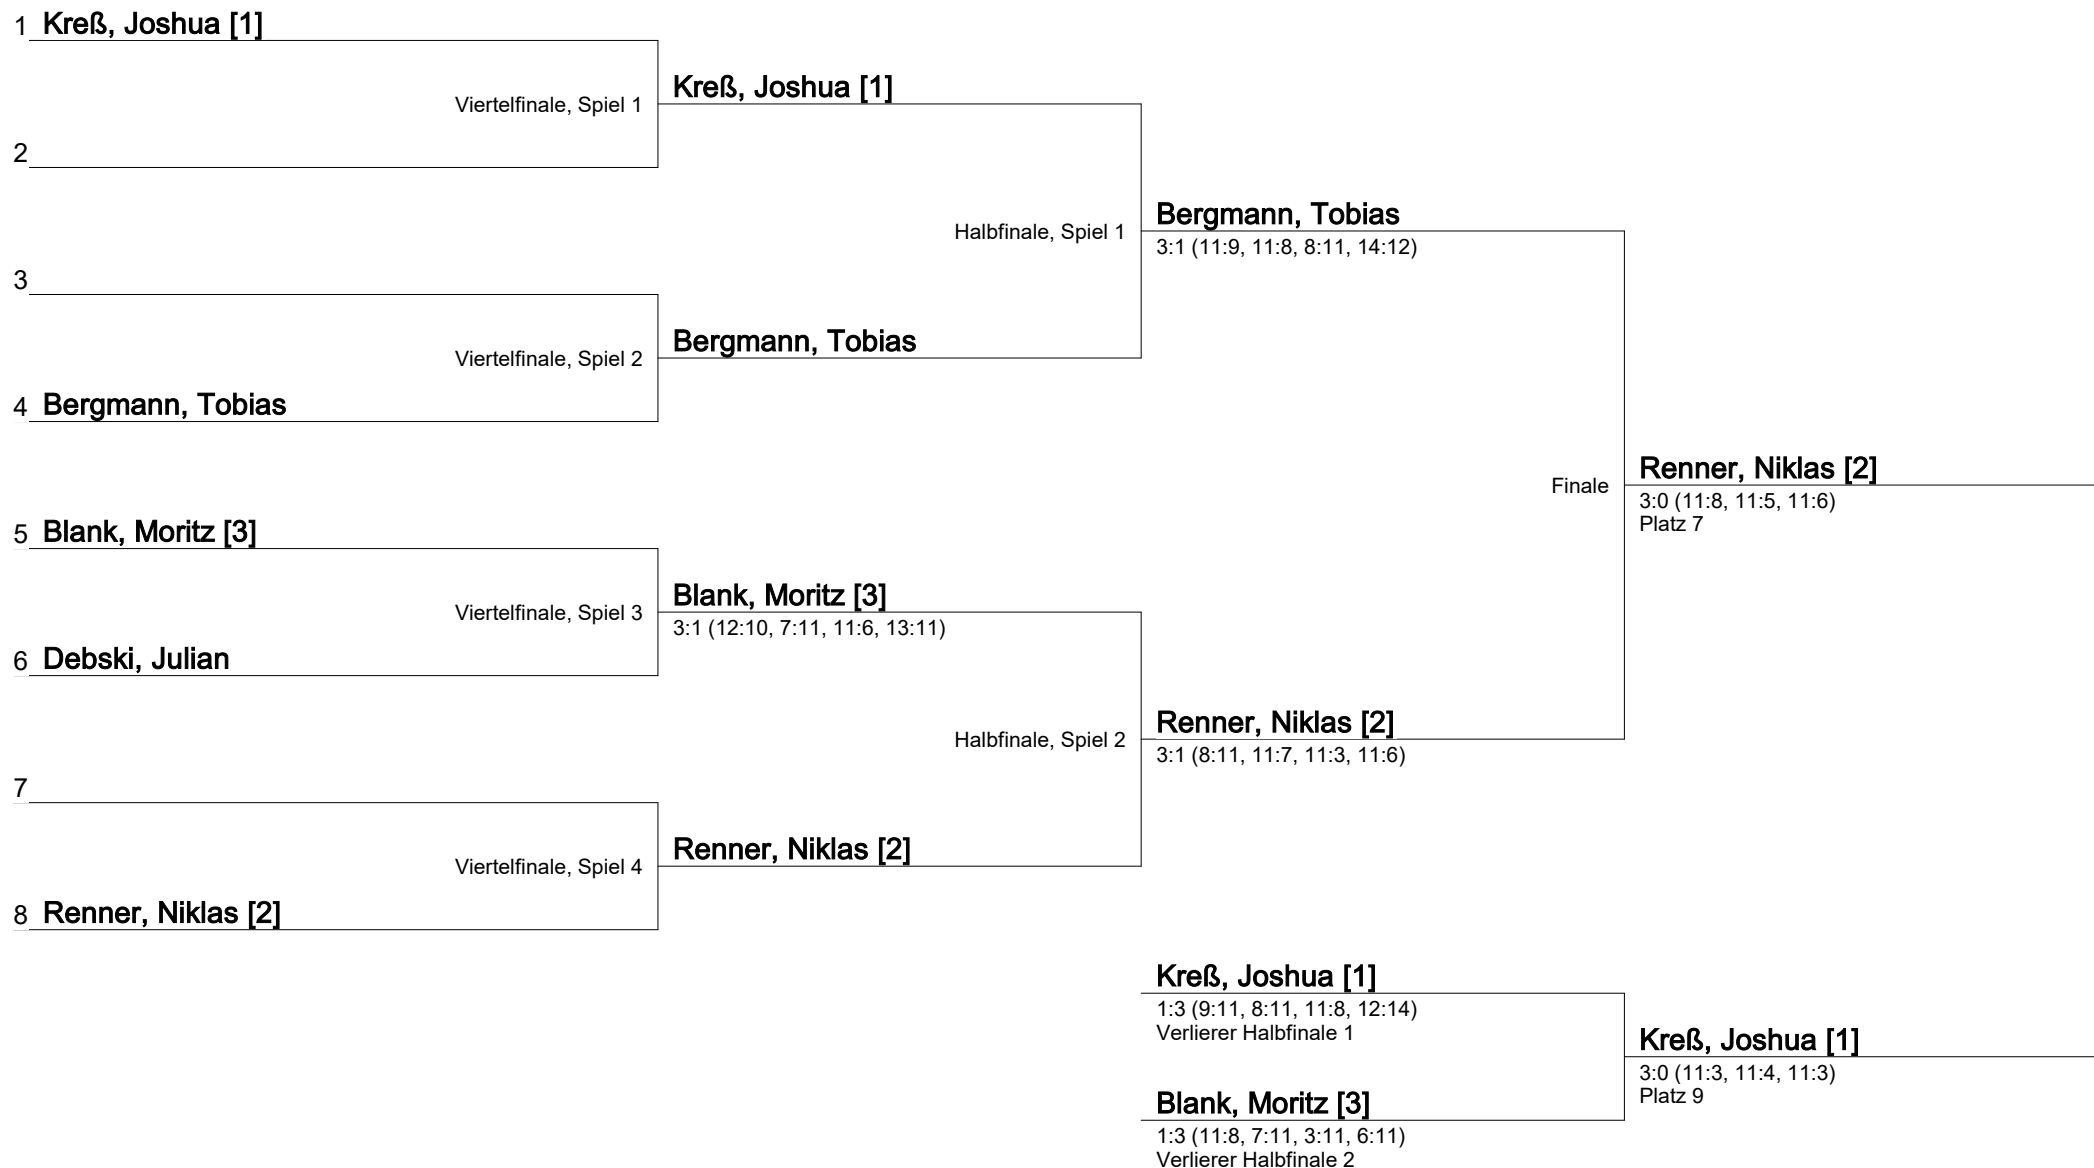 1 Kreß, Joshua [1]
Viertelfinale, Spiel 1
Kreß, Joshua [1]
2
Halbfinale, Spiel 1
Bergmann, Tobias
3:1 (11:9, 11:8, 8:11, 14:12)
3
Viertelfinale, Spiel 2
Bergmann, Tobias
4 Bergmann, Tobias
Finale
Renner, Niklas [2]
3:0 (11:8, 11:5, 11:6)
Platz 7
5 Blank, Moritz [3]
Viertelfinale, Spiel 3
Blank, Moritz [3]
3:1 (12:10, 7:11, 11:6, 13:11)
6 Debski, Julian
Halbfinale, Spiel 2
Renner, Niklas [2]
3:1 (8:11, 11:7, 11:3, 11:6)
7
Viertelfinale, Spiel 4
Renner, Niklas [2]
8 Renner, Niklas [2]
Kreß, Joshua [1]
1:3 (9:11, 8:11, 11:8, 12:14)
Verlierer Halbfinale 1
Kreß, Joshua [1]
3:0 (11:3, 11:4, 11:3)
Platz 9
Blank, Moritz [3]
1:3 (11:8, 7:11, 3:11, 6:11)
Verlierer Halbfinale 2